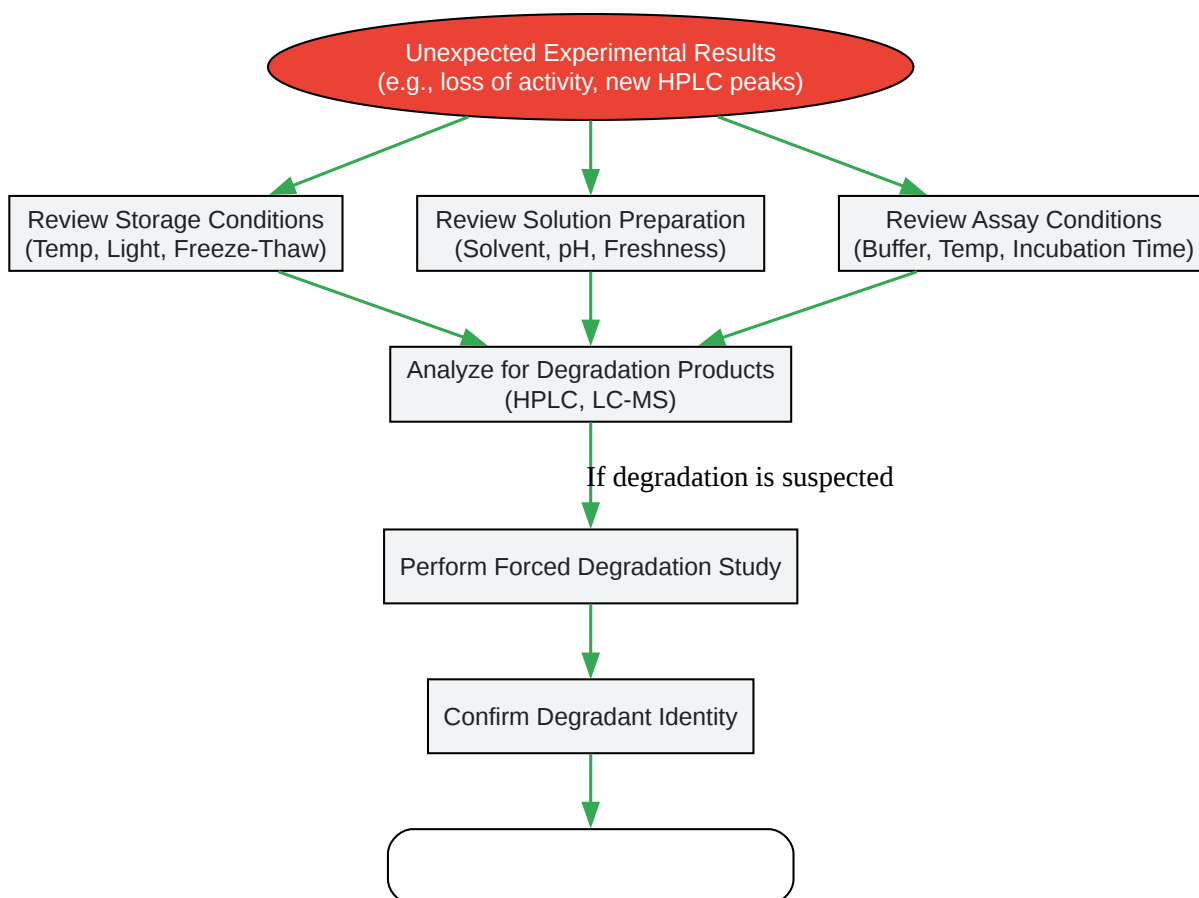 Unexpected Experimental Results
(e.g., loss of activity, new HPLC peaks)
Review Storage Conditions
(Temp, Light, Freeze-Thaw)
Review Solution Preparation
(Solvent, pH, Freshness)
Review Assay Conditions
(Buffer, Temp, Incubation Time)
Analyze for Degradation Products
(HPLC, LC-MS)
If degradation is suspected
Perform Forced Degradation Study
Confirm Degradant Identity